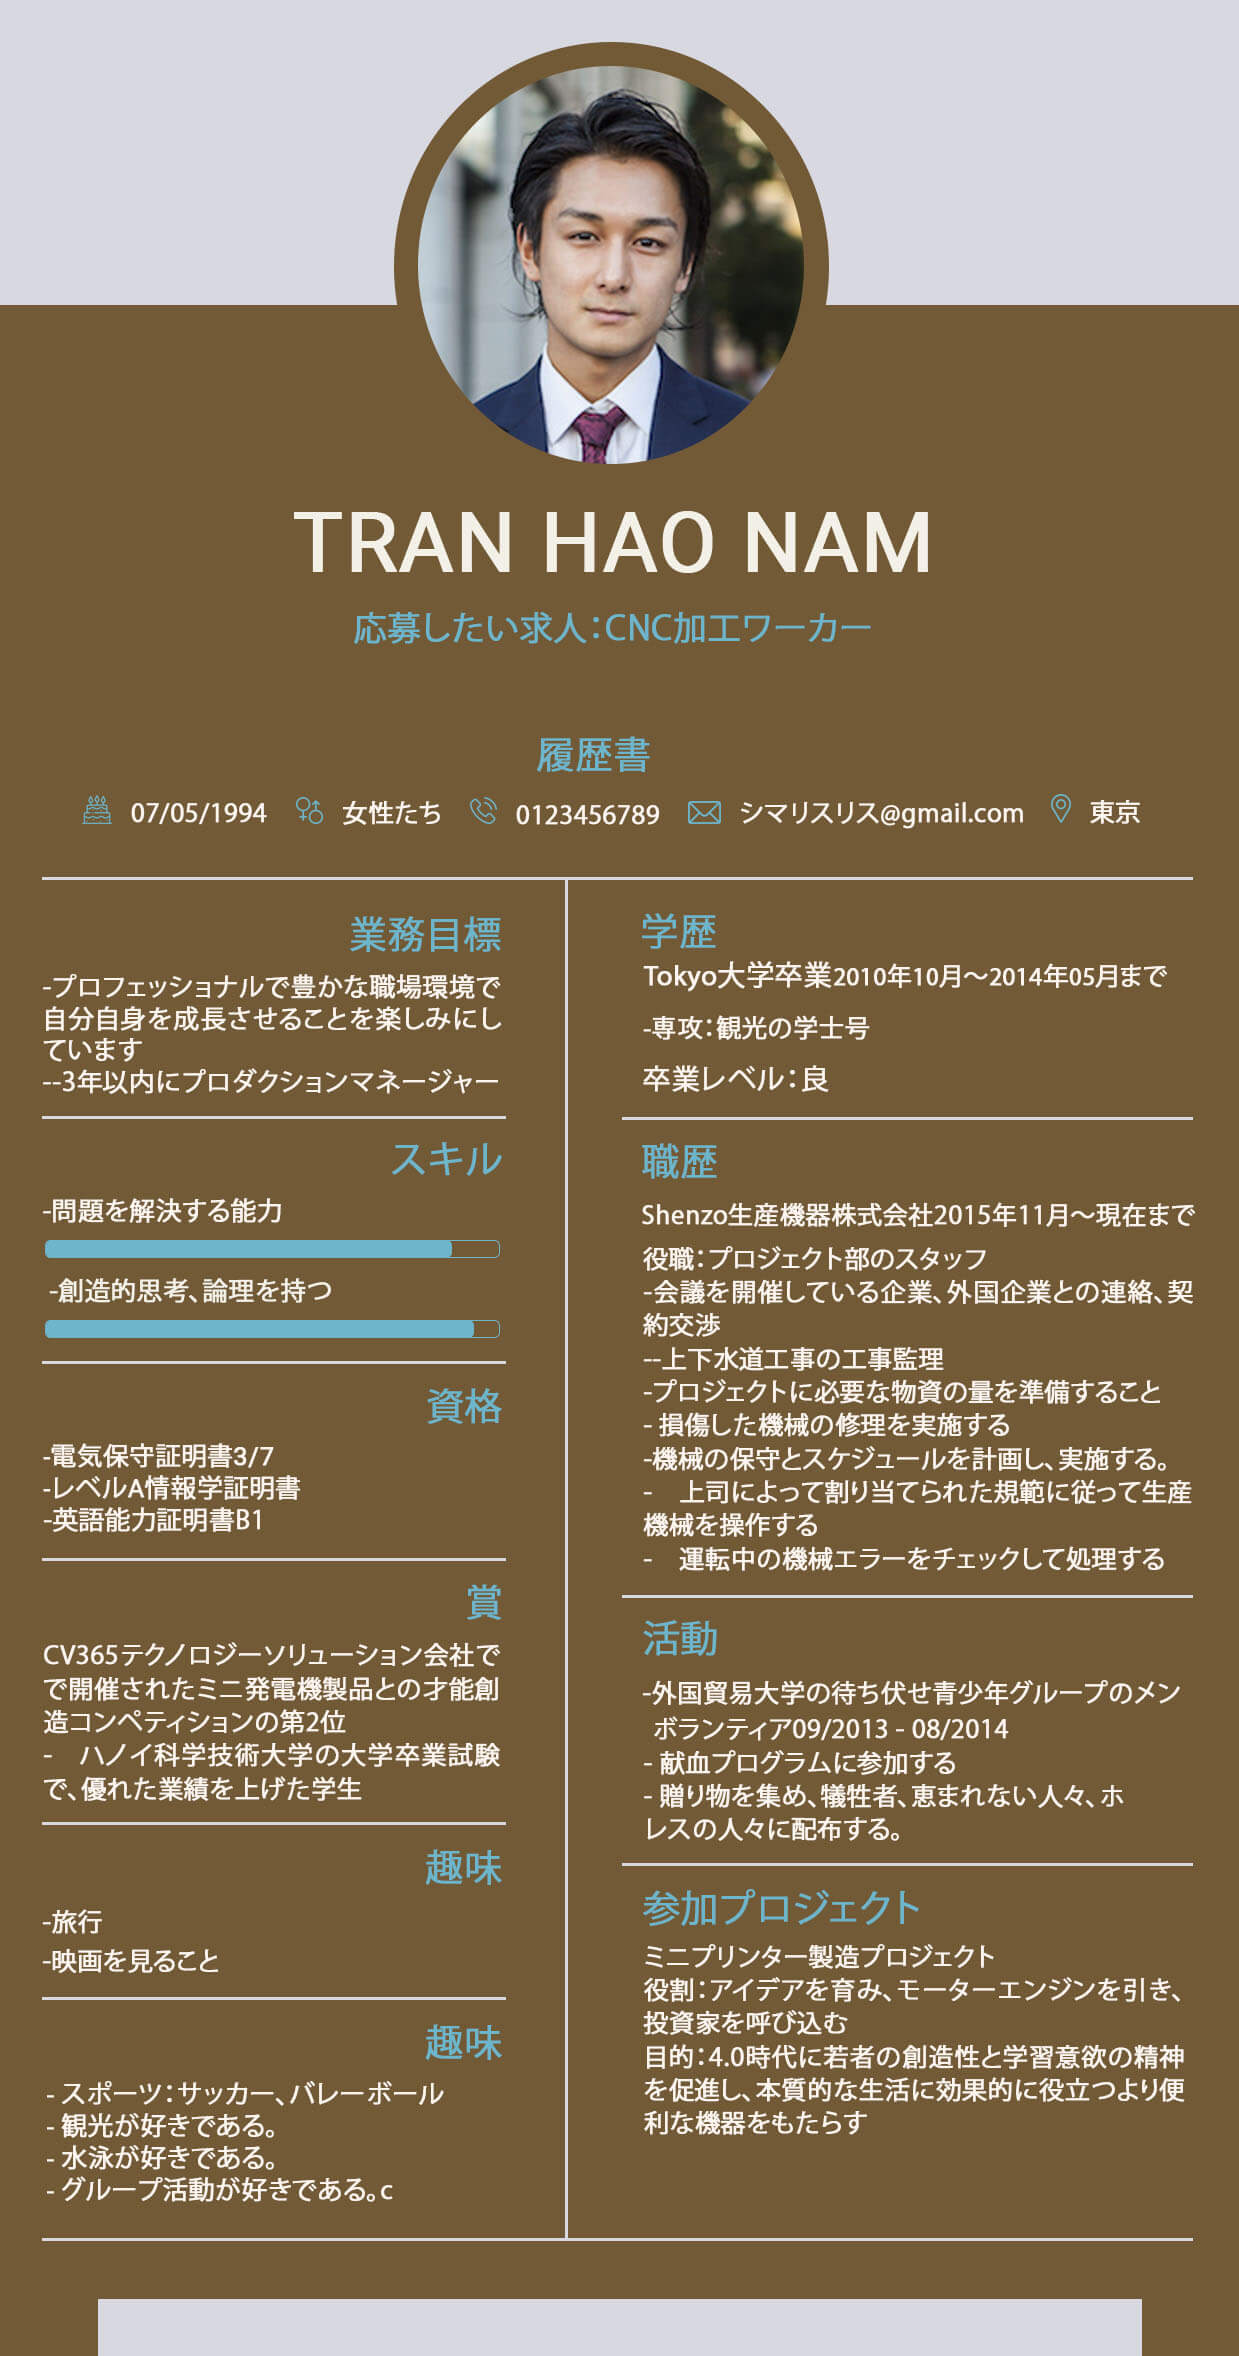 TRAN HAO NAM
応募したい求人：CNC加工ワーカー
履歴書
07/05/1994 女性たち 0123456789 シマリスリス@gmail.com 東京
業務目標
-プロフェッショナルで豊かな職場環境で
自分自身を成長させることを楽しみにし
ています
--3年以内にプロダクションマネージャー
スキル
-問題を解決する能力
-創造的思考、論理を持つ
資格
-電気保守証明書3/7
-レベルA情報学証明書
-英語能力証明書B1
賞
CV365テクノロジーソリューション会社で
で開催されたミニ発電機製品との才能創
造コンペティションの第2位
- ハノイ科学技術大学の大学卒業試験
で、優れた業績を上げた学生
趣味
-旅行
-映画を見ること
趣味
- スポーツ：サッカー、バレーボール
- 観光が好きである。
- 水泳が好きである。
- グループ活動が好きである。c
学歴
Tokyo大学卒業2010年10月〜2014年05月まで
-専攻：観光の学士号
卒業レベル：良
職歴
Shenzo生産機器株式会社2015年11月〜現在まで
役職：プロジェクト部のスタッフ
-会議を開催している企業、外国企業との連絡、契
約交渉
--上下水道工事の工事監理
-プロジェクトに必要な物資の量を準備すること
- 損傷した機械の修理を実施する
-機械の保守とスケジュールを計画し、実施する。
- 上司によって割り当てられた規範に従って生産
機械を操作する
- 運転中の機械エラーをチェックして処理する
活動
-外国貿易大学の待ち伏せ青少年グループのメン
ボランティア09/2013 - 08/2014
- 献血プログラムに参加する
- 贈り物を集め、犠牲者、恵まれない人々、ホ
レスの人々に配布する。
参加プロジェクト
ミニプリンター製造プロジェクト
役割：アイデアを育み、モーターエンジンを引き、
投資家を呼び込む
目的：4.0時代に若者の創造性と学習意欲の精神
を促進し、本質的な生活に効果的に役立つより便
利な機器をもたらす